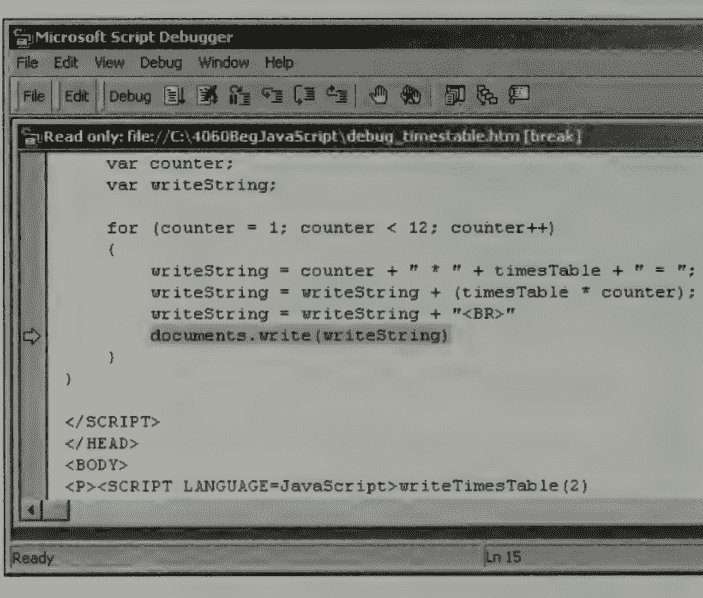 Microsoft Script Debugger
File Edit View Debug Window Help
File Edit Debug
Read only: file://C:\4060BegJavaScript\debug_timestable.htm [break]
var counter;
var writeString;
for (counter = 1; counter < 12; counter++)
{
writeString = counter + " * " + timesTable + " = ";
writeString = writeString + (timesTable * counter);
writeString = writeString + "<BR>"
documents.write(writeString)
}
}
</SCRIPT>
</HEAD>
<BODY>
<P><SCRIPT LANGUAGE=JavaScript>writeTimesTable(2)
Ready Ln 15